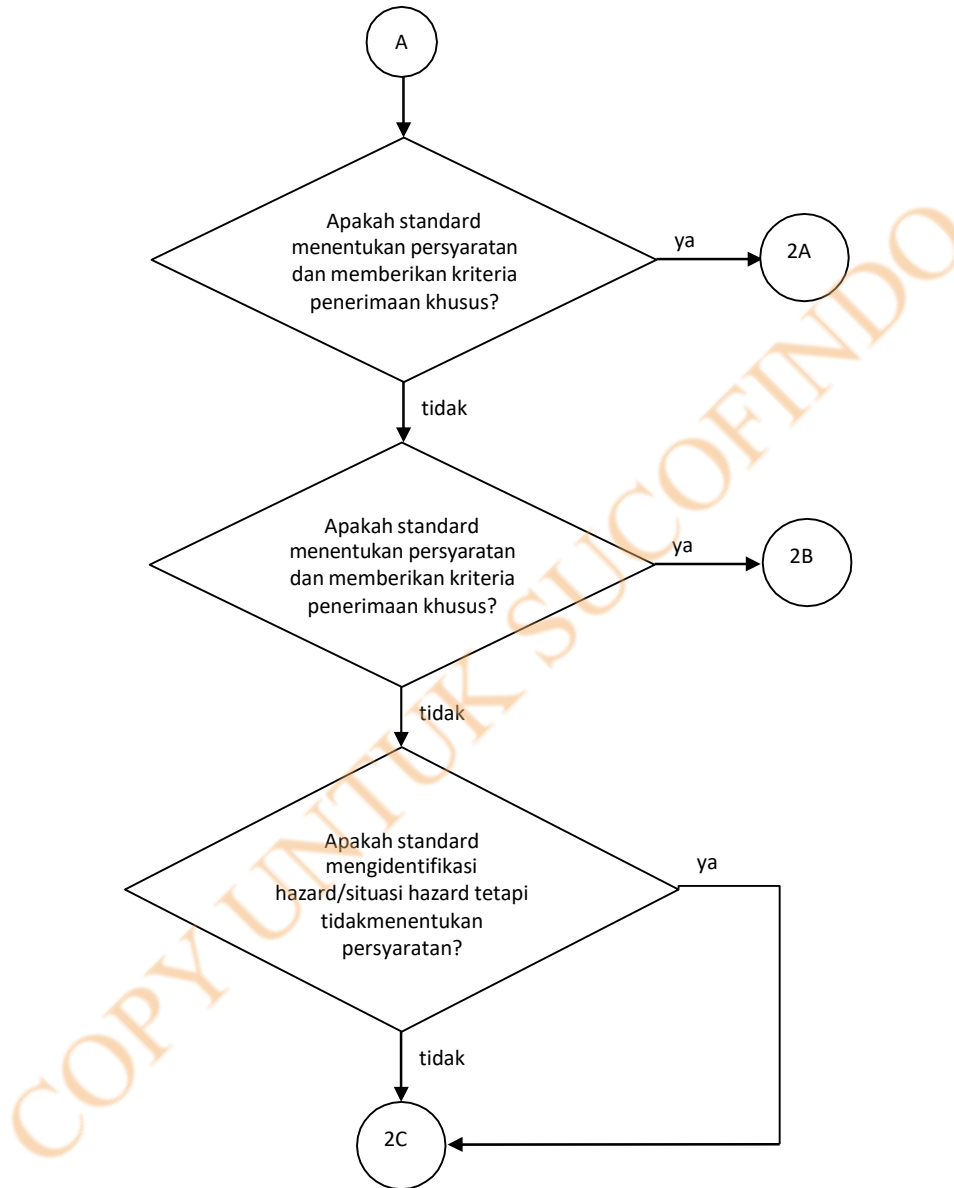 A
Apakah standard
menentukan persyaratan
dan memberikan kriteria
penerimaan khusus?
ya
2A
tidak
Apakah standard
menentukan persyaratan
dan memberikan kriteria
penerimaan khusus?
ya
2B
tidak
Apakah standard
mengidentifikasi
hazard/situasi hazard tetapi
tidakmenentukan
persyaratan?
ya
tidak
2C
COPY UNTUK SUCOFINDO